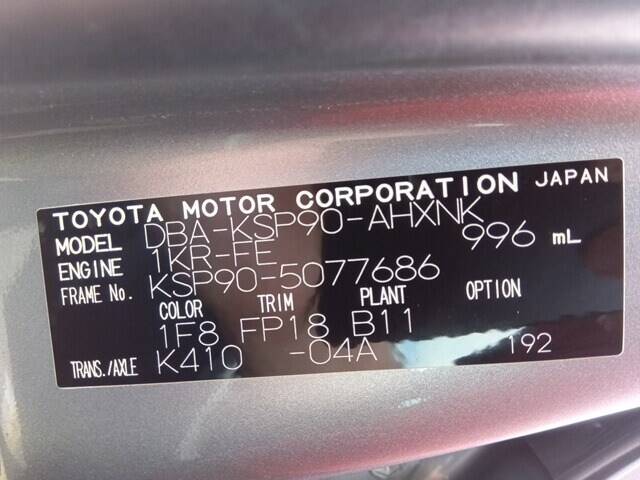 TOYOTA MOTOR CORPORATION JAPAN
MODEL DBA-KSP90-AHXNK
ENGINE 1KR-FE 996 mL
FRAME No. KSP90-5077686
COLOR TRIM PLANT OPTION
1F8 FP18 B11
TRANS./AXLE K410 -04A 192